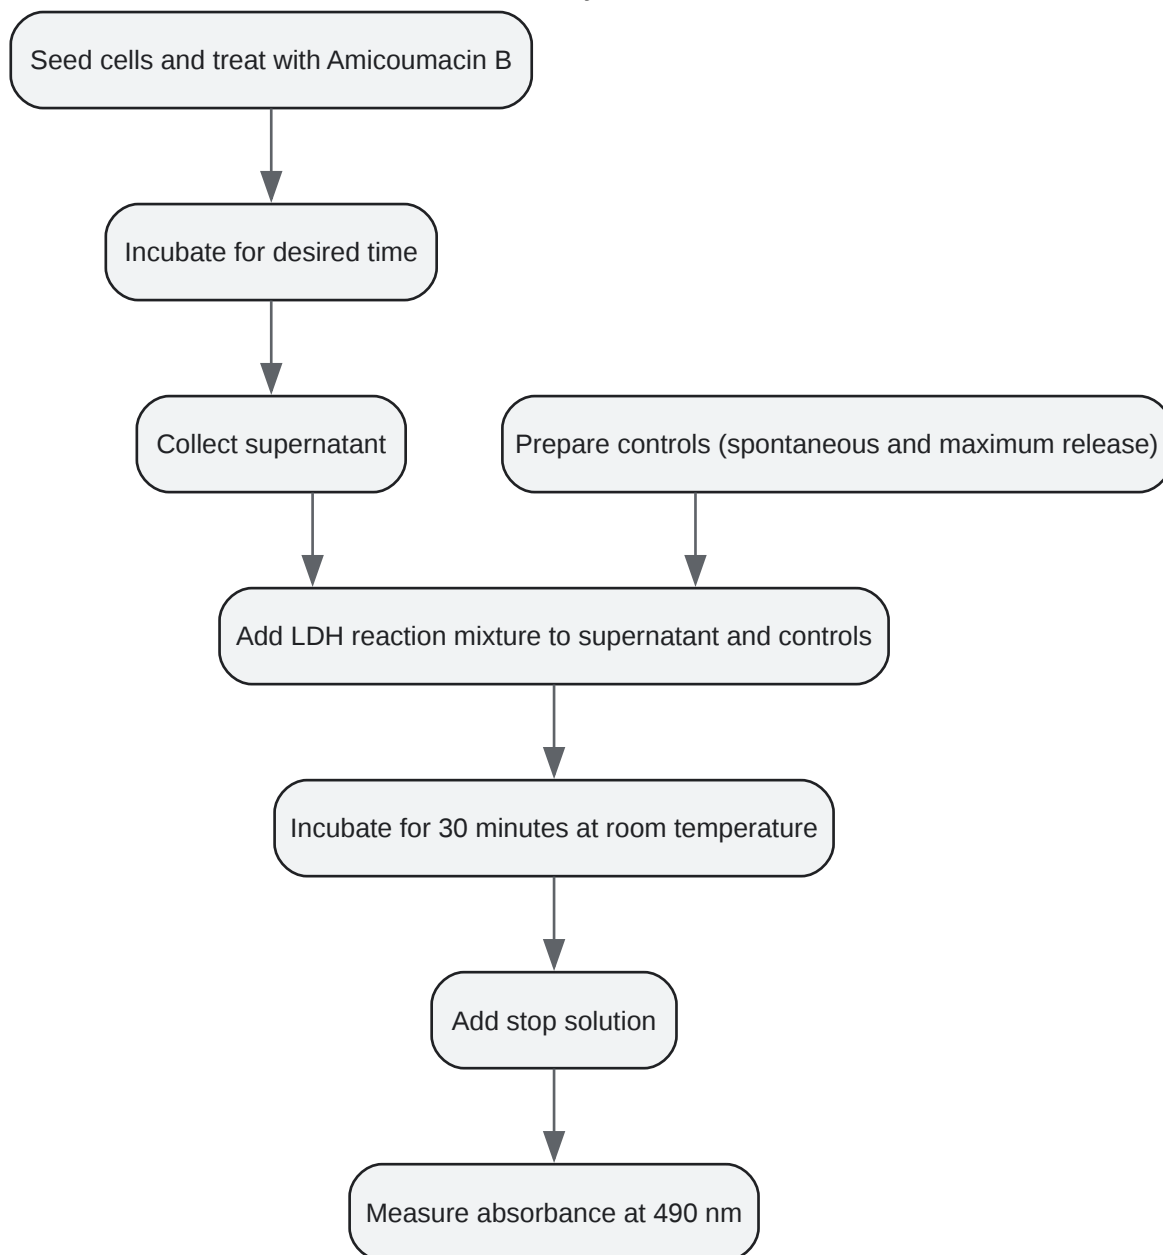 Seed cells and treat with Amicoumacin B
Incubate for desired time
Collect supernatant
Prepare controls (spontaneous and maximum release)
Add LDH reaction mixture to supernatant and controls
Incubate for 30 minutes at room temperature
Add stop solution
Measure absorbance at 490 nm